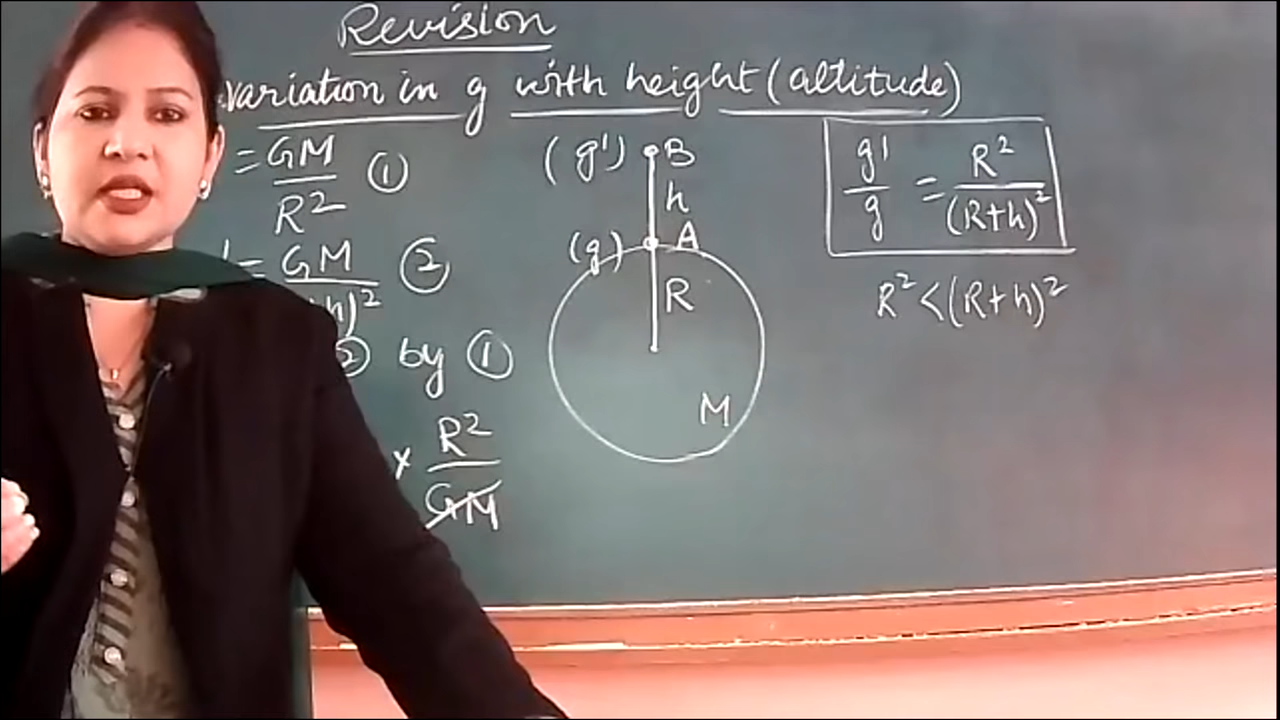 Revision
variation in g with height (altitude)
= GM/R² ①
(g') B
h
(g) A
R
M
g'/g = R²/(R+h)²
R² < (R+h)²
' = GM/h)² ②
② by ①
× R²/GM